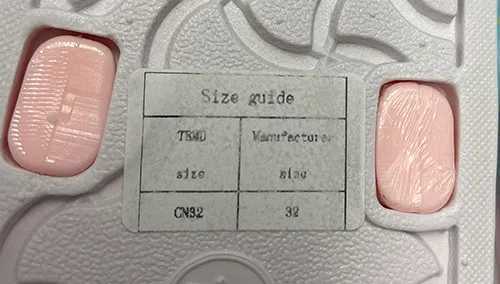 Size guide
TEMU Manufacturer
size size
CN32 32